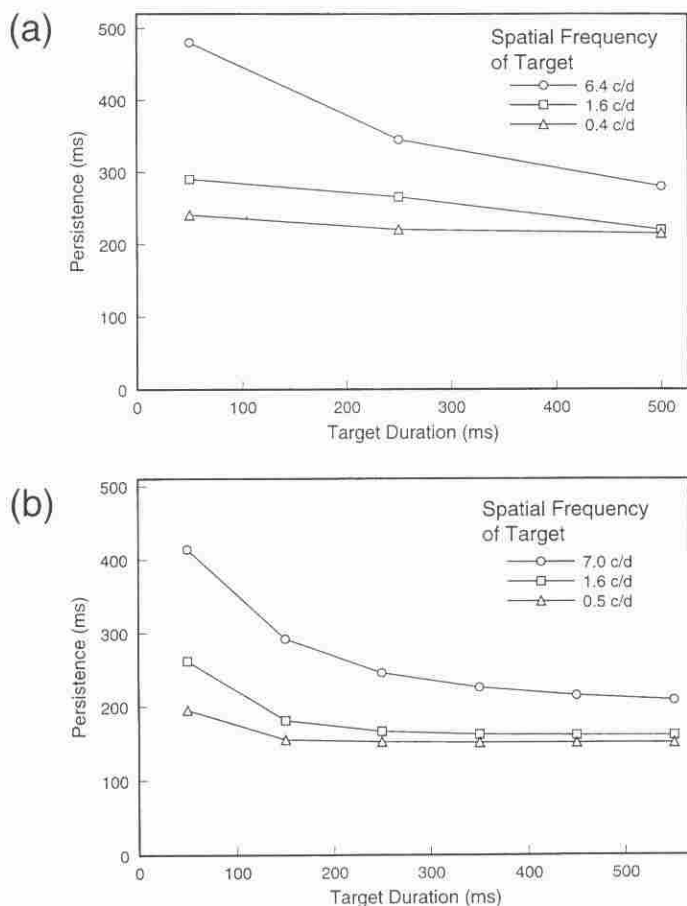 (a)
500
400
300
200
100
0
Persistence (ms)
Spatial Frequency
of Target
6.4 c/d
1.6 c/d
0.4 c/d
0 100 200 300 400 500
Target Duration (ms)
(b)
500
400
300
200
100
0
Persistence (ms)
Spatial Frequency
of Target
7.0 c/d
1.6 c/d
0.5 c/d
0 100 200 300 400 500
Target Duration (ms)